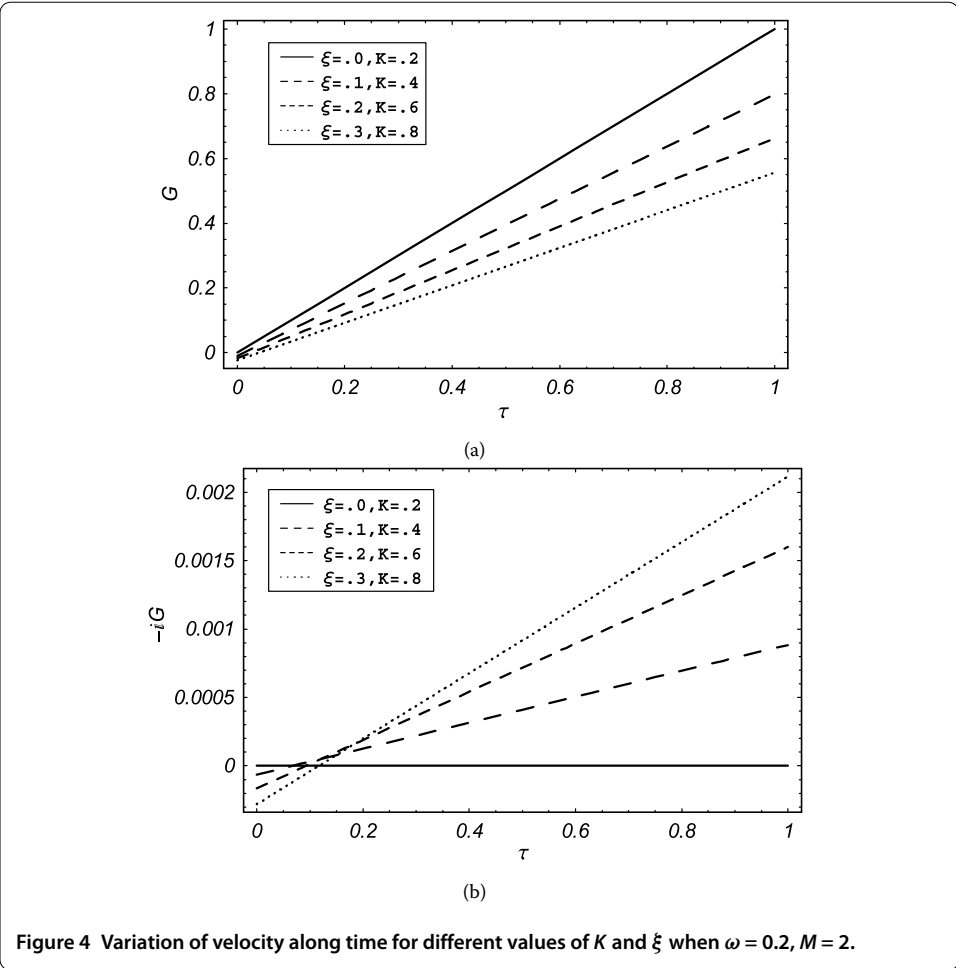 1
0.8
0.6
0.4
0.2
0
G
ξ=.0,K=.2
ξ=.1,K=.4
ξ=.2,K=.6
ξ=.3,K=.8
0 0.2 0.4 0.6 0.8 1
τ
(a)
0.002
0.0015
0.001
0.0005
0
-iG
ξ=.0,K=.2
ξ=.1,K=.4
ξ=.2,K=.6
ξ=.3,K=.8
0 0.2 0.4 0.6 0.8 1
τ
(b)
Figure 4 Variation of velocity along time for different values of K and ξ when ω = 0.2, M = 2.